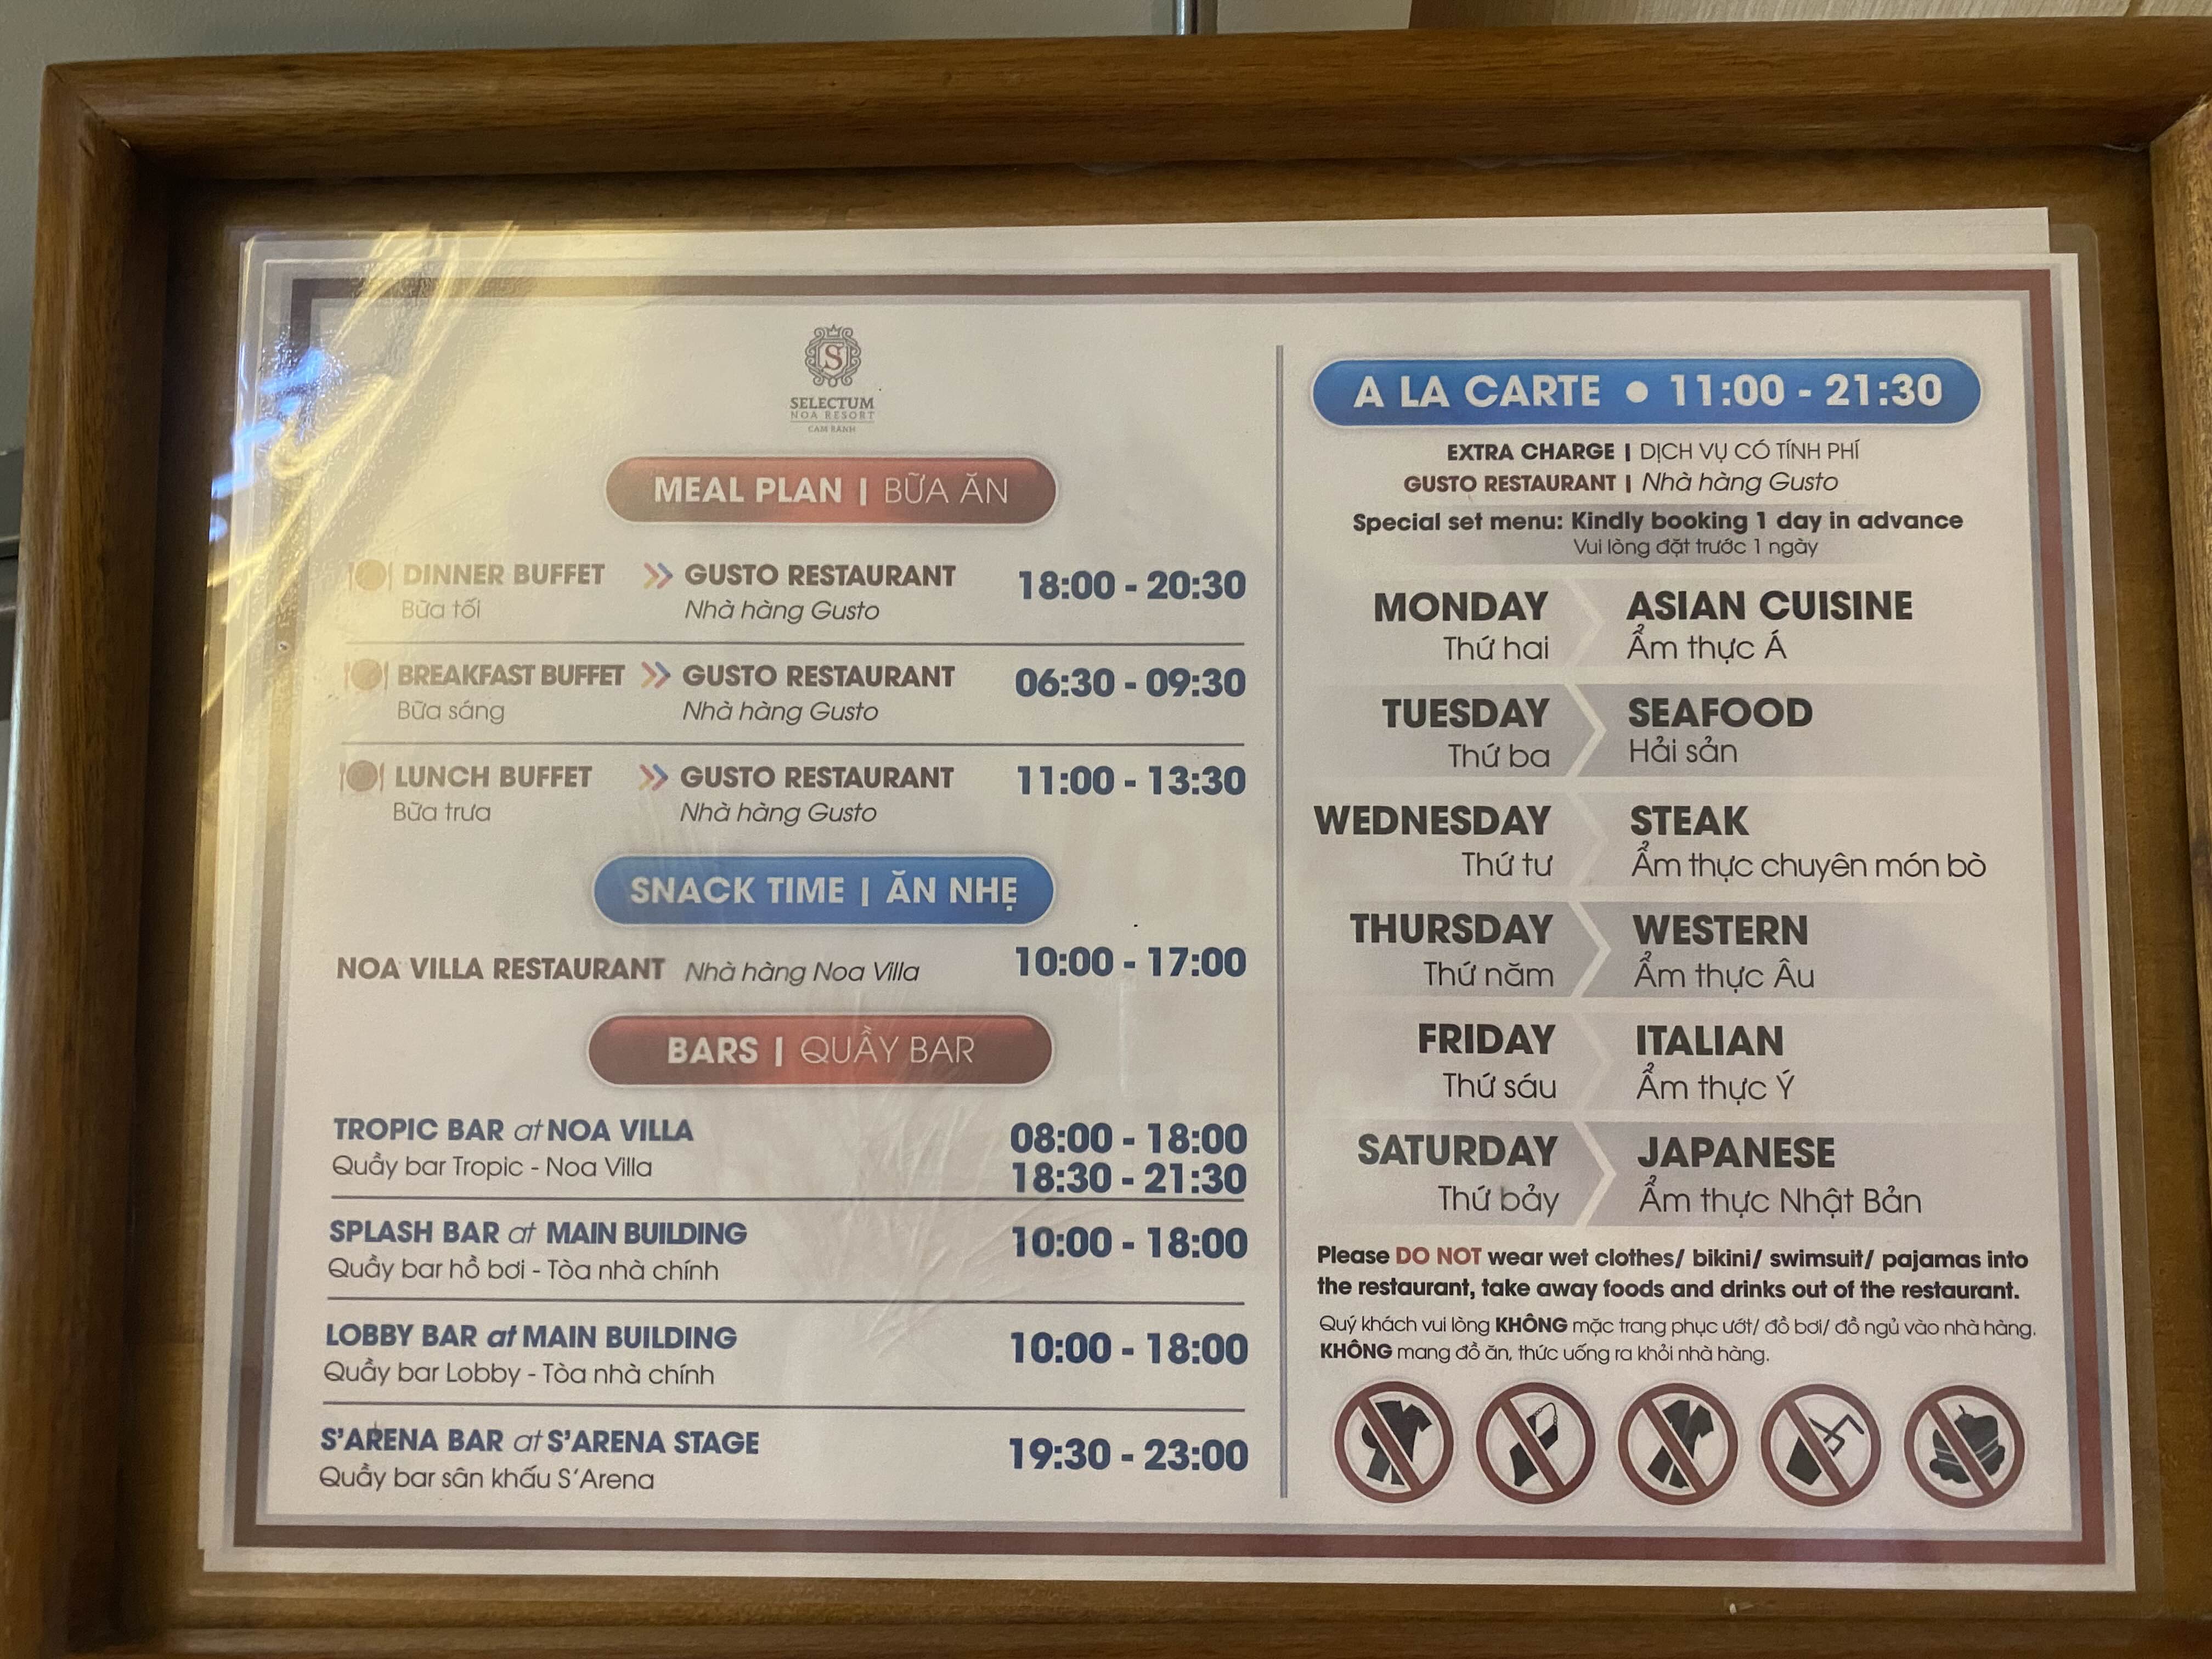 SELECTUM
NOA RESORT
CAM RANH
MEAL PLAN | BỮA ĂN
DINNER BUFFET GUSTO RESTAURANT 18:00 - 20:30
Bữa tối Nhà hàng Gusto
BREAKFAST BUFFET GUSTO RESTAURANT 06:30 - 09:30
Bữa sáng Nhà hàng Gusto
LUNCH BUFFET GUSTO RESTAURANT 11:00 - 13:30
Bữa trưa Nhà hàng Gusto
SNACK TIME | ĂN NHẸ
NOA VILLA RESTAURANT Nhà hàng Noa Villa 10:00 - 17:00
BARS | QUẦY BAR
TROPIC BAR at NOA VILLA 08:00 - 18:00
Quầy bar Tropic - Noa Villa 18:30 - 21:30
SPLASH BAR at MAIN BUILDING 10:00 - 18:00
Quầy bar hồ bơi - Tòa nhà chính
LOBBY BAR at MAIN BUILDING 10:00 - 18:00
Quầy bar Lobby - Tòa nhà chính
S'ARENA BAR at S'ARENA STAGE 19:30 - 23:00
Quầy bar sân khấu S'Arena
A LA CARTE • 11:00 - 21:30
EXTRA CHARGE | DỊCH VỤ CÓ TÍNH PHÍ
GUSTO RESTAURANT | Nhà hàng Gusto
Special set menu: Kindly booking 1 day in advance
Vui lòng đặt trước 1 ngày
MONDAY ASIAN CUISINE
Thứ hai Ẩm thực Á
TUESDAY SEAFOOD
Thứ ba Hải sản
WEDNESDAY STEAK
Thứ tư Ẩm thực chuyên món bò
THURSDAY WESTERN
Thứ năm Ẩm thực Âu
FRIDAY ITALIAN
Thứ sáu Ẩm thực Ý
SATURDAY JAPANESE
Thứ bảy Ẩm thực Nhật Bản
Please DO NOT wear wet clothes/ bikini/ swimsuit/ pajamas into
the restaurant, take away foods and drinks out of the restaurant.
Quý khách vui lòng KHÔNG mặc trang phục ướt/ đồ bơi/ đồ ngủ vào nhà hàng.
KHÔNG mang đồ ăn, thức uống ra khỏi nhà hàng.